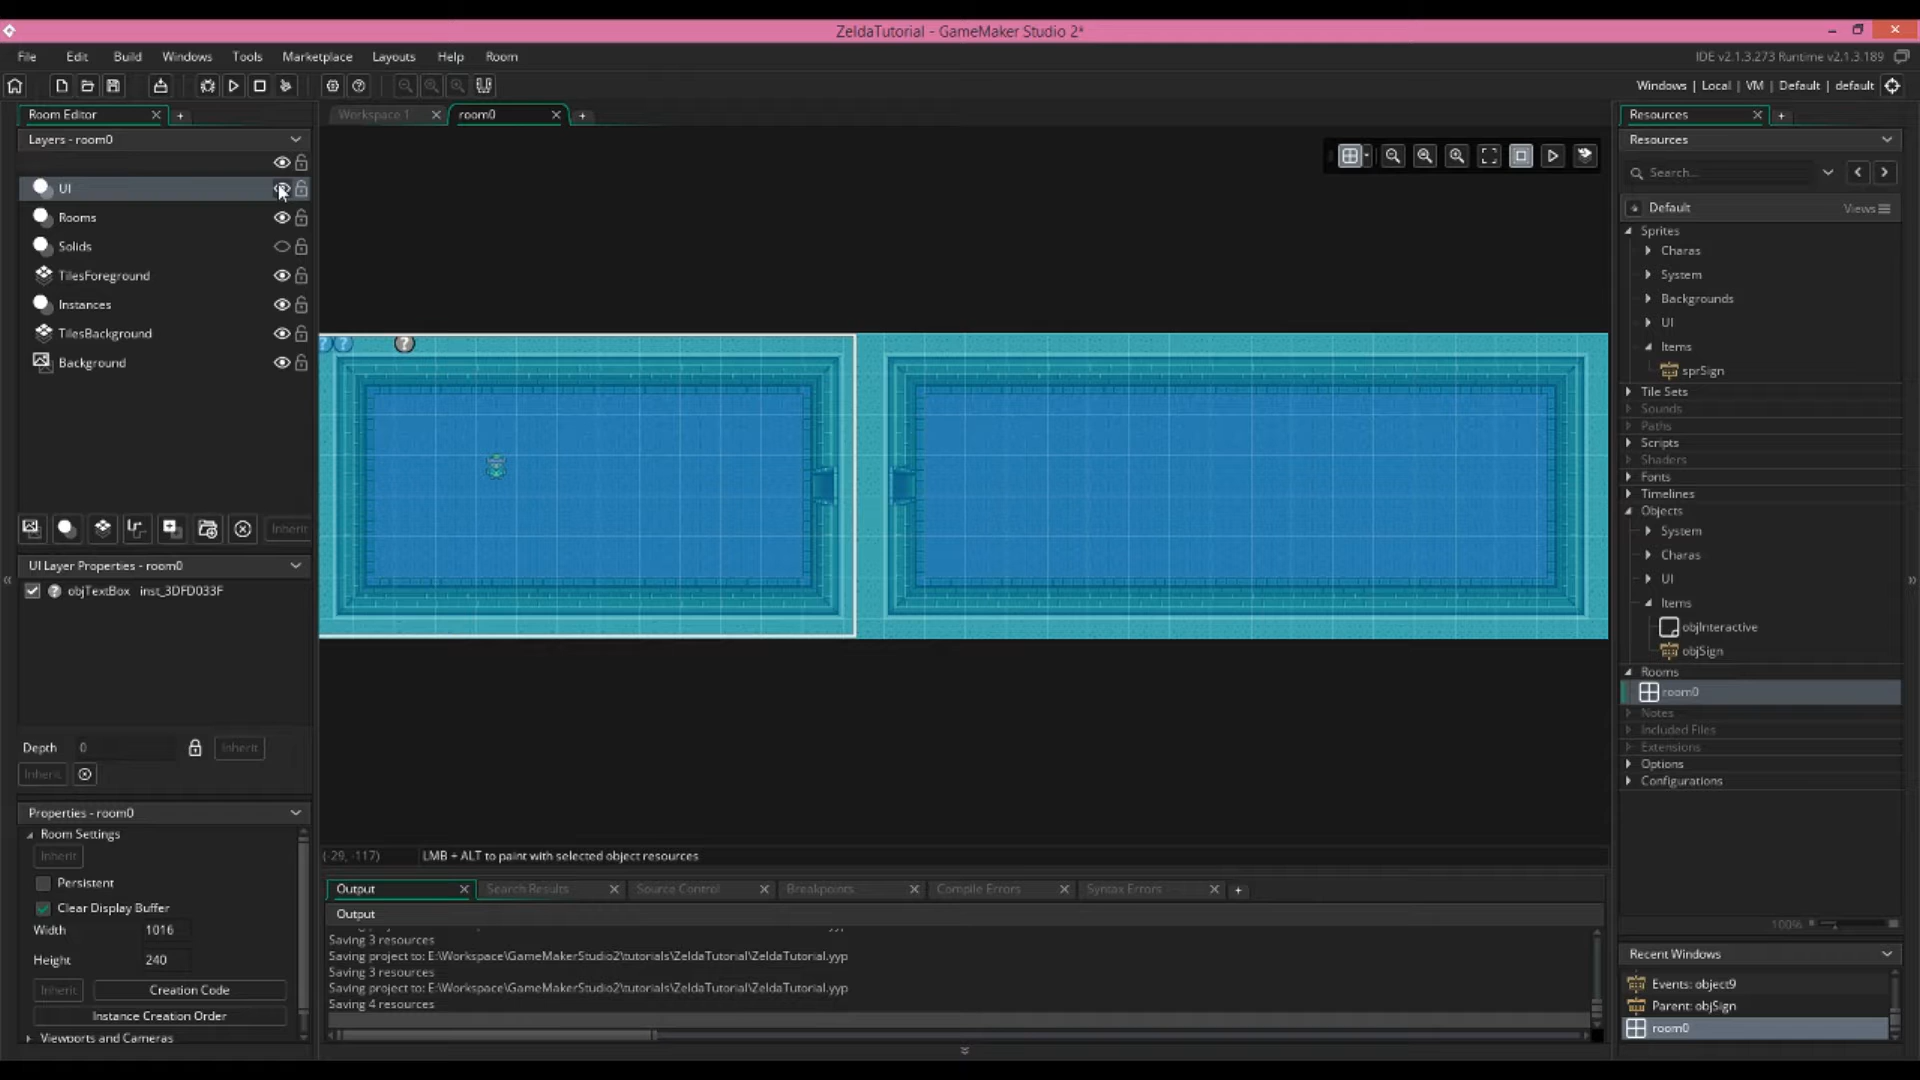 ZeldaTutorial - GameMaker Studio 2*
File Edit Build Windows Tools Marketplace Layouts Help Room
IDE v2.1.3.273 Runtime v2.1.3.189
Windows | Local | VM | Default | default
Room Editor
Workspace 1
room0
Resources
Layers - room0
Resources
Search...
UI
Rooms
Solids
TilesForeground
Instances
TilesBackground
Background
Default
Views
Sprites
Charas
System
Backgrounds
UI
Items
sprSign
Tile Sets
Sounds
Paths
Scripts
Shaders
Fonts
Timelines
Objects
System
Charas
UI
Items
objInteractive
objSign
Rooms
room0
Notes
Included Files
Extensions
Options
Configurations
Inherit
UI Layer Properties - room0
objTextBox inst_3DFD033F
Depth 0 Inherit
Inherit
Properties - room0
Room Settings
Inherit
Persistent
Clear Display Buffer
Width 1016
Height 240
Inherit Creation Code
Instance Creation Order
Viewports and Cameras
(-29, -117) LMB + ALT to paint with selected object resources
Output Search Results Source Control Breakpoints Compile Errors Syntax Errors
Output
Saving 3 resources
Saving project to: E:\Workspace\GameMakerStudio2\tutorials\ZeldaTutorial\ZeldaTutorial.yyp
Saving 3 resources
Saving project to: E:\Workspace\GameMakerStudio2\tutorials\ZeldaTutorial\ZeldaTutorial.yyp
Saving 4 resources
100%
Recent Windows
Events: object9
Parent: objSign
room0